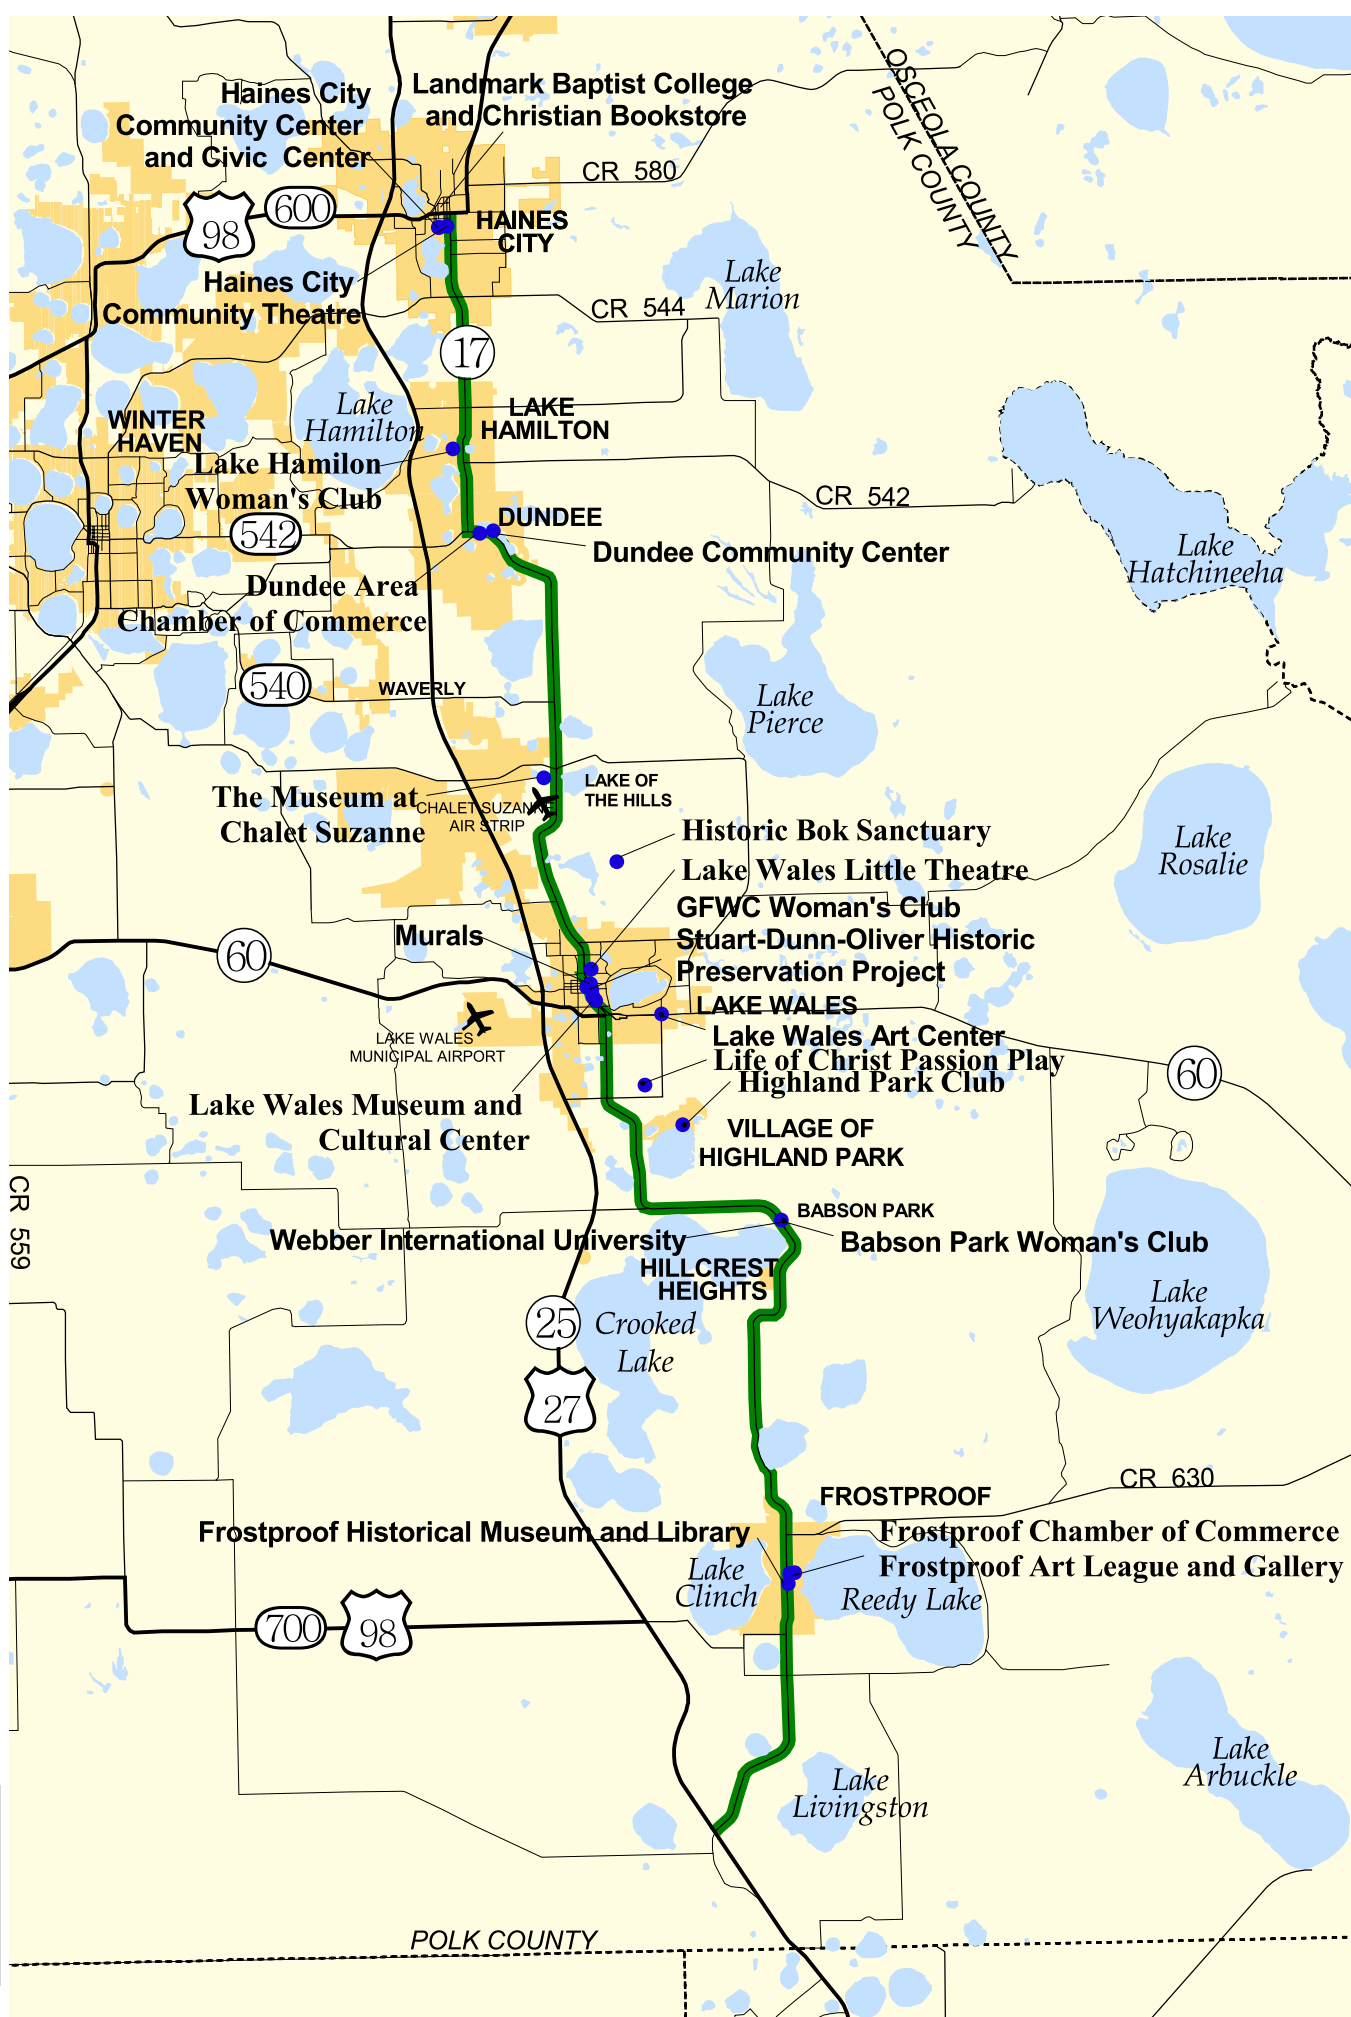 Haines City
Community Center
and Civic Center
Landmark Baptist College
and Christian Bookstore
OSCEOLA COUNTY
POLK COUNTY
CR 580
600
98
HAINES
CITY
Haines City
Community Theatre
Lake
Marion
CR 544
17
Lake
Hamilton
LAKE
HAMILTON
WINTER
HAVEN
Lake Hamilon
Woman's Club
CR 542
542
DUNDEE
Dundee Community Center
Lake
Hatchineeha
Dundee Area
Chamber of Commerce
540
WAVERLY
Lake
Pierce
LAKE OF
THE HILLS
The Museum at
Chalet Suzanne
CHALET SUZANNE
AIR STRIP
Historic Bok Sanctuary
Lake
Rosalie
Lake Wales Little Theatre
GFWC Woman's Club
Stuart-Dunn-Oliver Historic
Preservation Project
Murals
60
LAKE WALES
Lake Wales Art Center
LAKE WALES
MUNICIPAL AIRPORT
Life of Christ Passion Play
Highland Park Club
60
Lake Wales Museum and
Cultural Center
VILLAGE OF
HIGHLAND PARK
CR 559
BABSON PARK
Webber International University
Babson Park Woman's Club
HILLCREST
HEIGHTS
Lake
Weohyakapka
25
Crooked
Lake
27
CR 630
FROSTPROOF
Frostproof Historical Museum and Library
Frostproof Chamber of Commerce
Frostproof Art League and Gallery
Lake
Clinch
Reedy Lake
700
98
Lake
Arbuckle
Lake
Livingston
POLK COUNTY